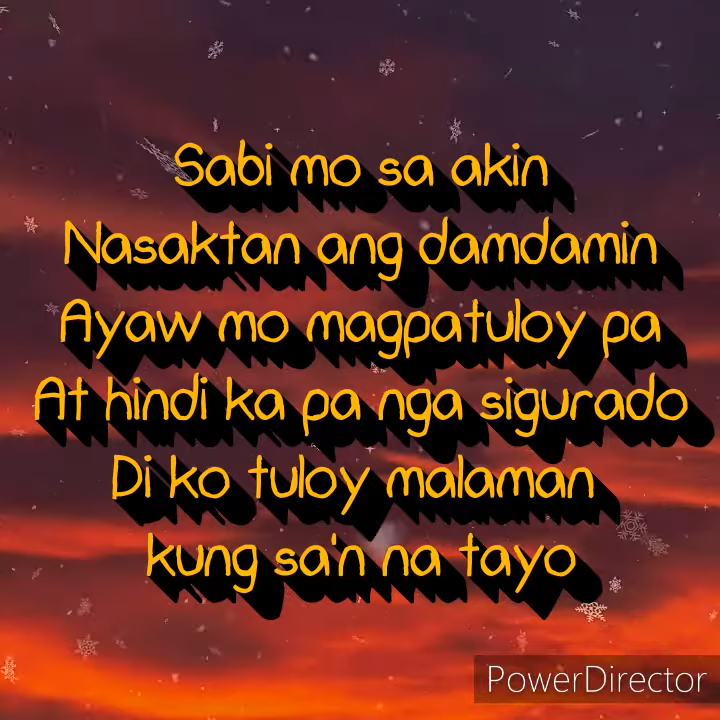 Sabi mo sa akin
Nasaktan ang damdamin
Ayaw mo magpatuloy pa
At hindi ka pa nga sigurado
Di ko tuloy malaman
kung sa'n na tayo
PowerDirector